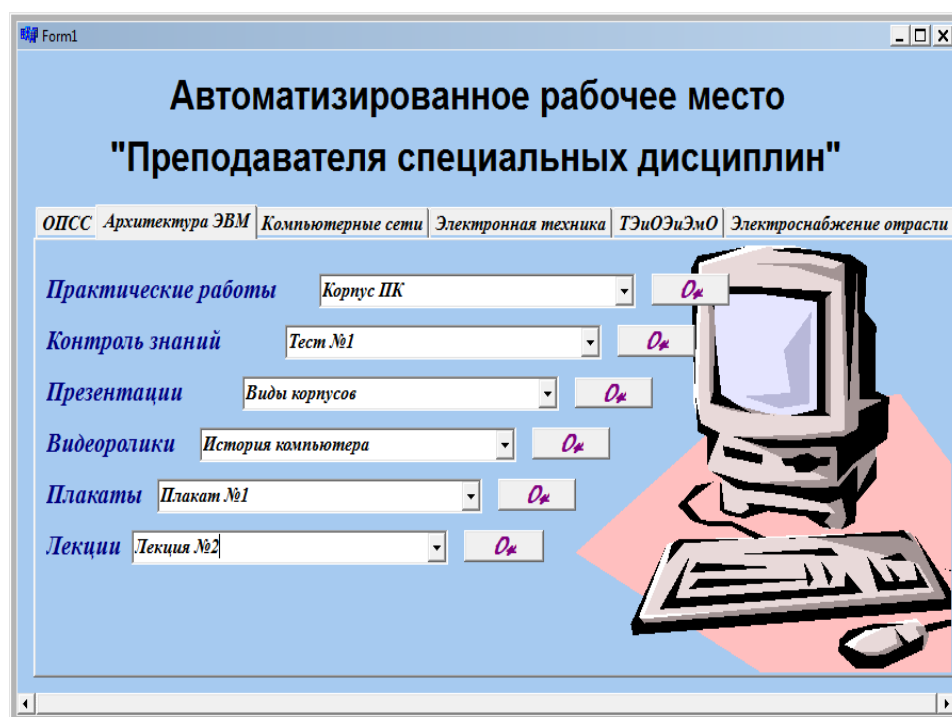 Form1
Автоматизированное рабочее место
"Преподавателя специальных дисциплин"
ОПСС Архитектура ЭВМ Компьютерные сети Электронная техника ТЭиОЭиЭмО Электроснабжение отрасли
Практические работы Корпус ПК Ок
Контроль знаний Тест №1 Ок
Презентации Виды корпусов Ок
Видеоролики История компьютера Ок
Плакаты Плакат №1 Ок
Лекции Лекция №2 Ок